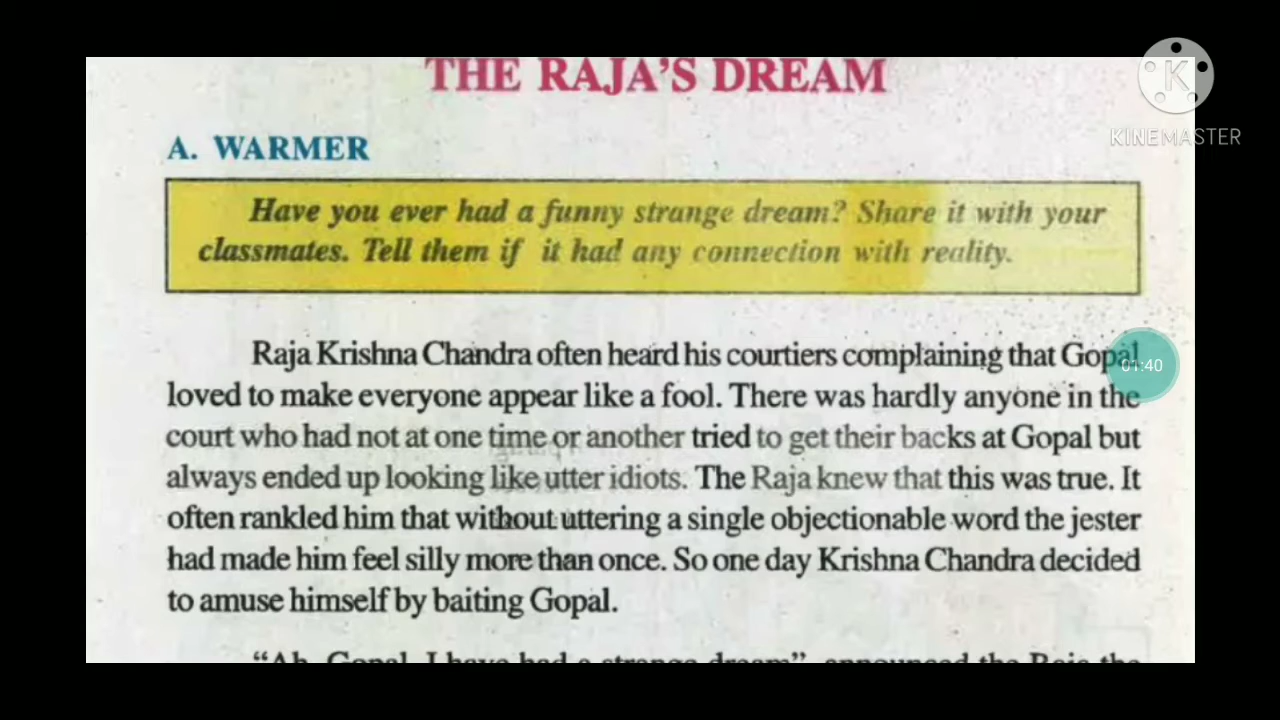 THE RAJA'S DREAM
KINEMASTER
A. WARMER
Have you ever had a funny strange dream? Share it with your
classmates. Tell them if it had any connection with reality.
Raja Krishna Chandra often heard his courtiers complaining that Gopal
01:40
loved to make everyone appear like a fool. There was hardly anyone in the
court who had not at one time or another tried to get their backs at Gopal but
always ended up looking like utter idiots. The Raja knew that this was true. It
often rankled him that without uttering a single objectionable word the jester
had made him feel silly more than once. So one day Krishna Chandra decided
to amuse himself by baiting Gopal.
"Ah, Gopal, I have had a strange dream", announced the Raja the